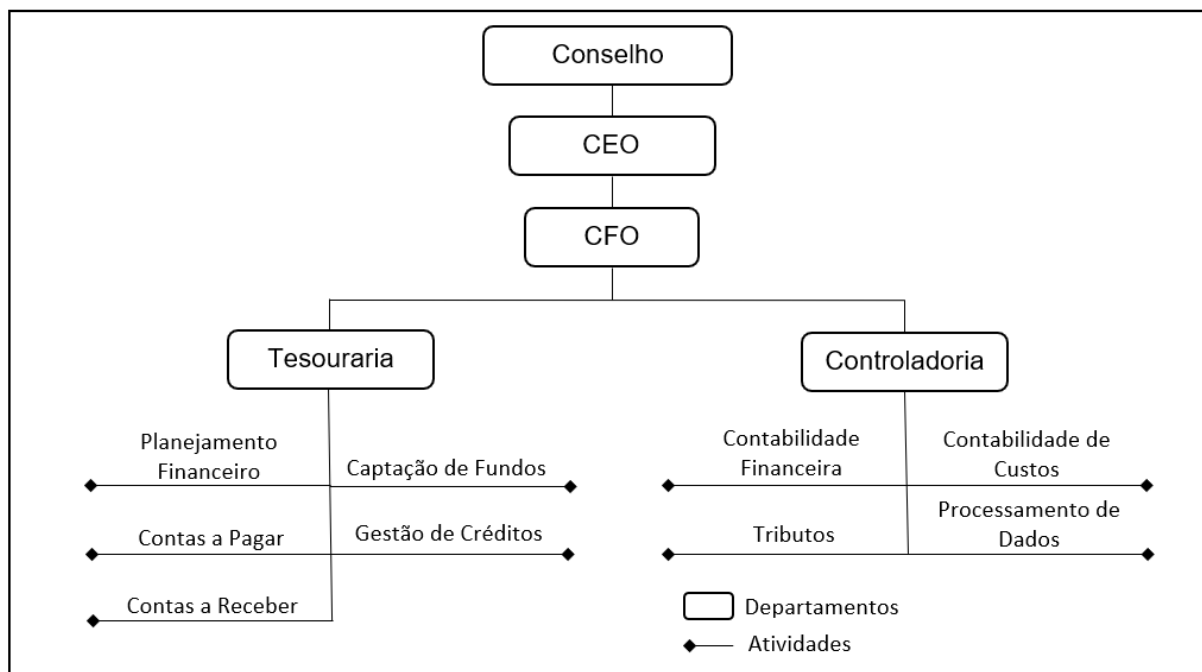 Conselho
CEO
CFO
Tesouraria
Controladoria
Planejamento
Financeiro
Captação de Fundos
Contas a Pagar
Gestão de Créditos
Contas a Receber
Contabilidade
Financeira
Contabilidade de
Custos
Tributos
Processamento de
Dados
Departamentos
Atividades